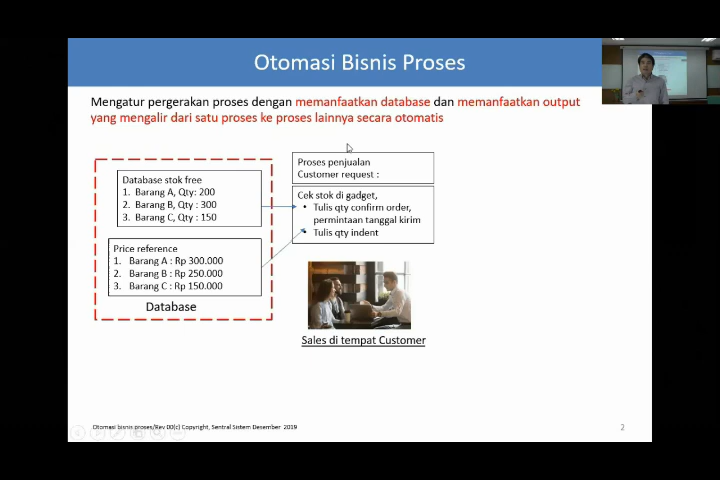 Otomasi Bisnis Proses
Mengatur pergerakan proses dengan memanfaatkan database dan memanfaatkan output
yang mengalir dari satu proses ke proses lainnya secara otomatis
Database stok free
1. Barang A, Qty: 200
2. Barang B, Qty : 300
3. Barang C, Qty : 150
Price reference
1. Barang A : Rp 300.000
2. Barang B : Rp 250.000
3. Barang C : Rp 150.000
Database
Proses penjualan
Customer request :
Cek stok di gadget,
• Tulis qty confirm order,
permintaan tanggal kirim
• Tulis qty indent
Sales di tempat Customer
Otomasi bisnis proses/Rev 00(c) Copyright, Sentral Sistem Desember 2019
2